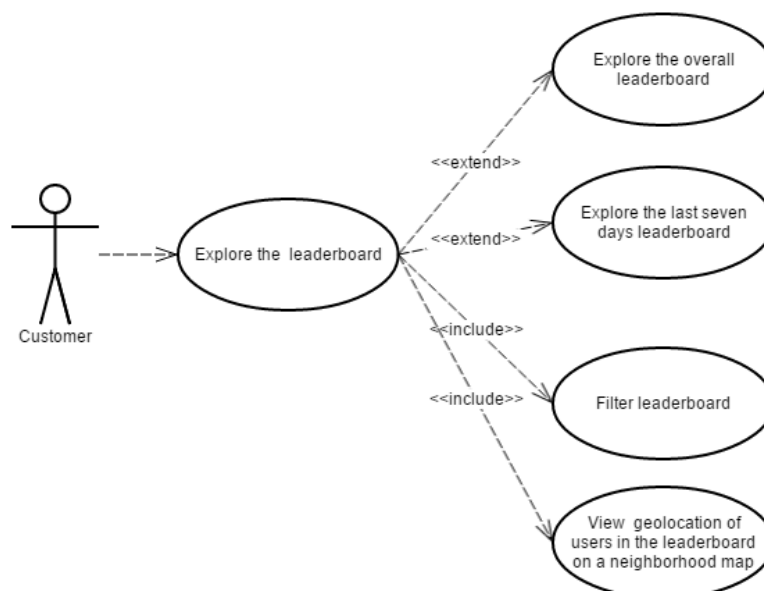 Explore the overall
leaderboard
<<extend>>
Explore the last seven
days leaderboard
<<extend>>
Explore the  leaderboard
Customer
<<include>>
<<include>>
Filter leaderboard
View  geolocation of
users in the leaderboard
on a neighborhood map